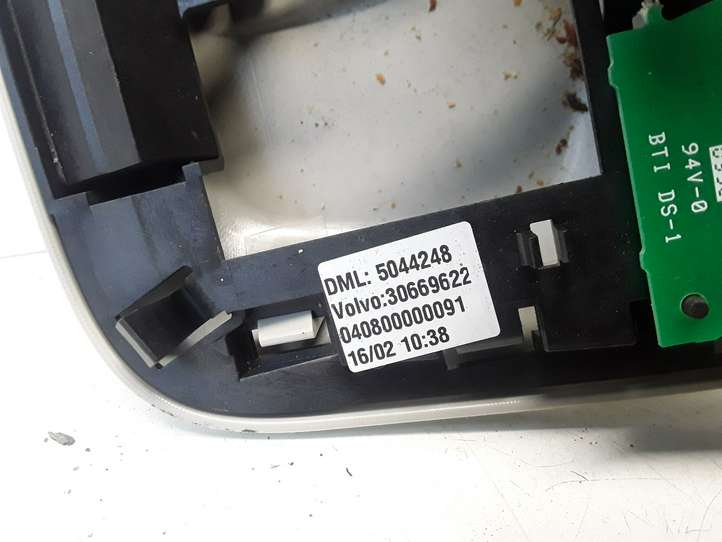 DML: 5044248
Volvo:30669622
040800000091
16/02 10:38
94V-0
BTI DS-1